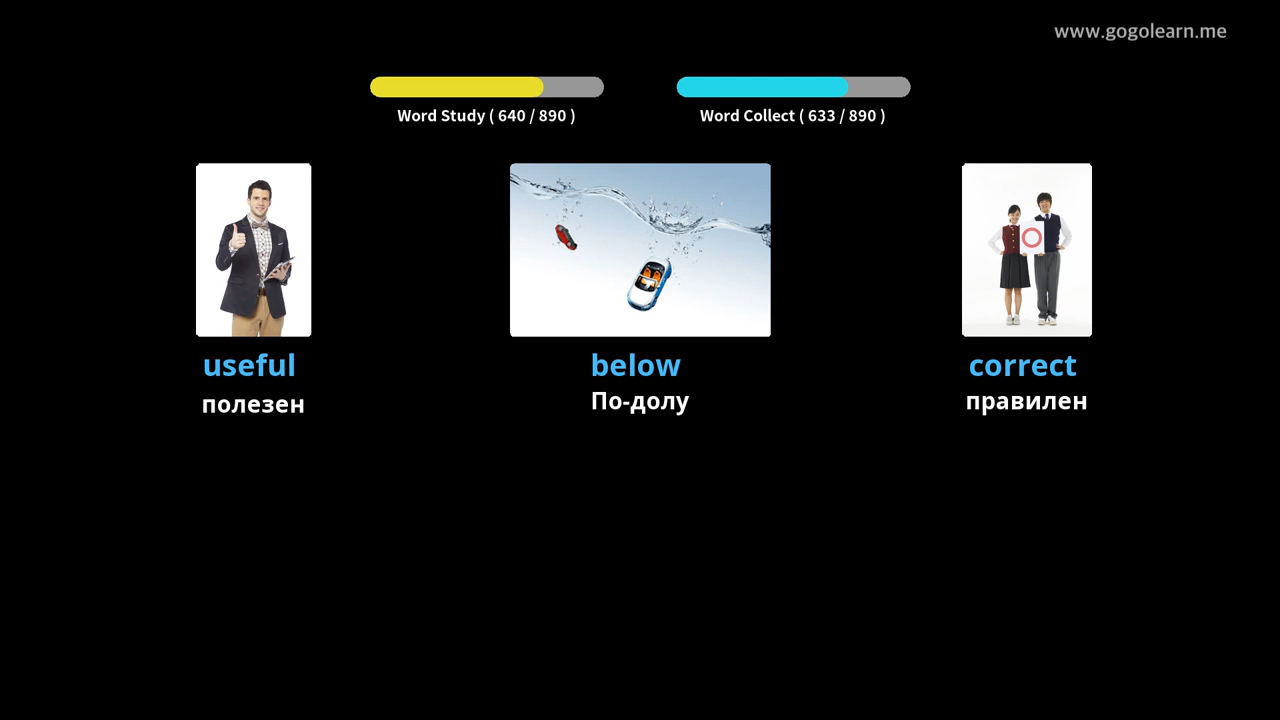 www.gogolearn.me
Word Study ( 640 / 890 )
Word Collect ( 633 / 890 )
useful
below
correct
полезен
По-долу
правилен